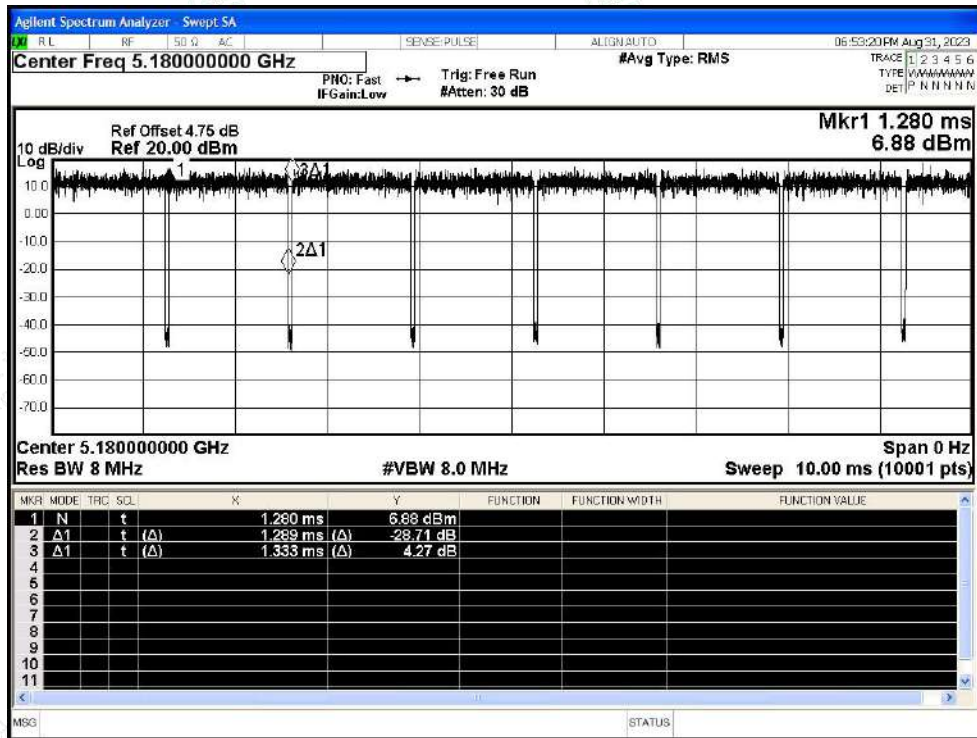 Agilent Spectrum Analyzer - Swept SA
LXI RL RF 50 Ω AC SENSE:PULSE ALIGN AUTO 06:53:20 PM Aug 31, 2023
Center Freq 5.180000000 GHz
PNO: Fast
IFGain:Low
Trig: Free Run
#Atten: 30 dB
#Avg Type: RMS
TRACE 1 2 3 4 5 6
TYPE
DET P N N N N N
Mkr1 1.280 ms
6.88 dBm
Ref Offset 4.75 dB
10 dB/div Ref 20.00 dBm
Log
1
3Δ1
10.0
0.00
-10.0
2Δ1
-20.0
-30.0
-40.0
-50.0
-60.0
-70.0
Center 5.180000000 GHz Span 0 Hz
Res BW 8 MHz #VBW 8.0 MHz Sweep 10.00 ms (10001 pts)
MKR MODE TRC SCL X Y FUNCTION FUNCTION WIDTH FUNCTION VALUE
1 N t 1.280 ms 6.88 dBm
2 Δ1 t (Δ) 1.289 ms (Δ) -28.71 dB
3 Δ1 t (Δ) 1.333 ms (Δ) 4.27 dB
4
5
6
7
8
9
10
11
MSG STATUS